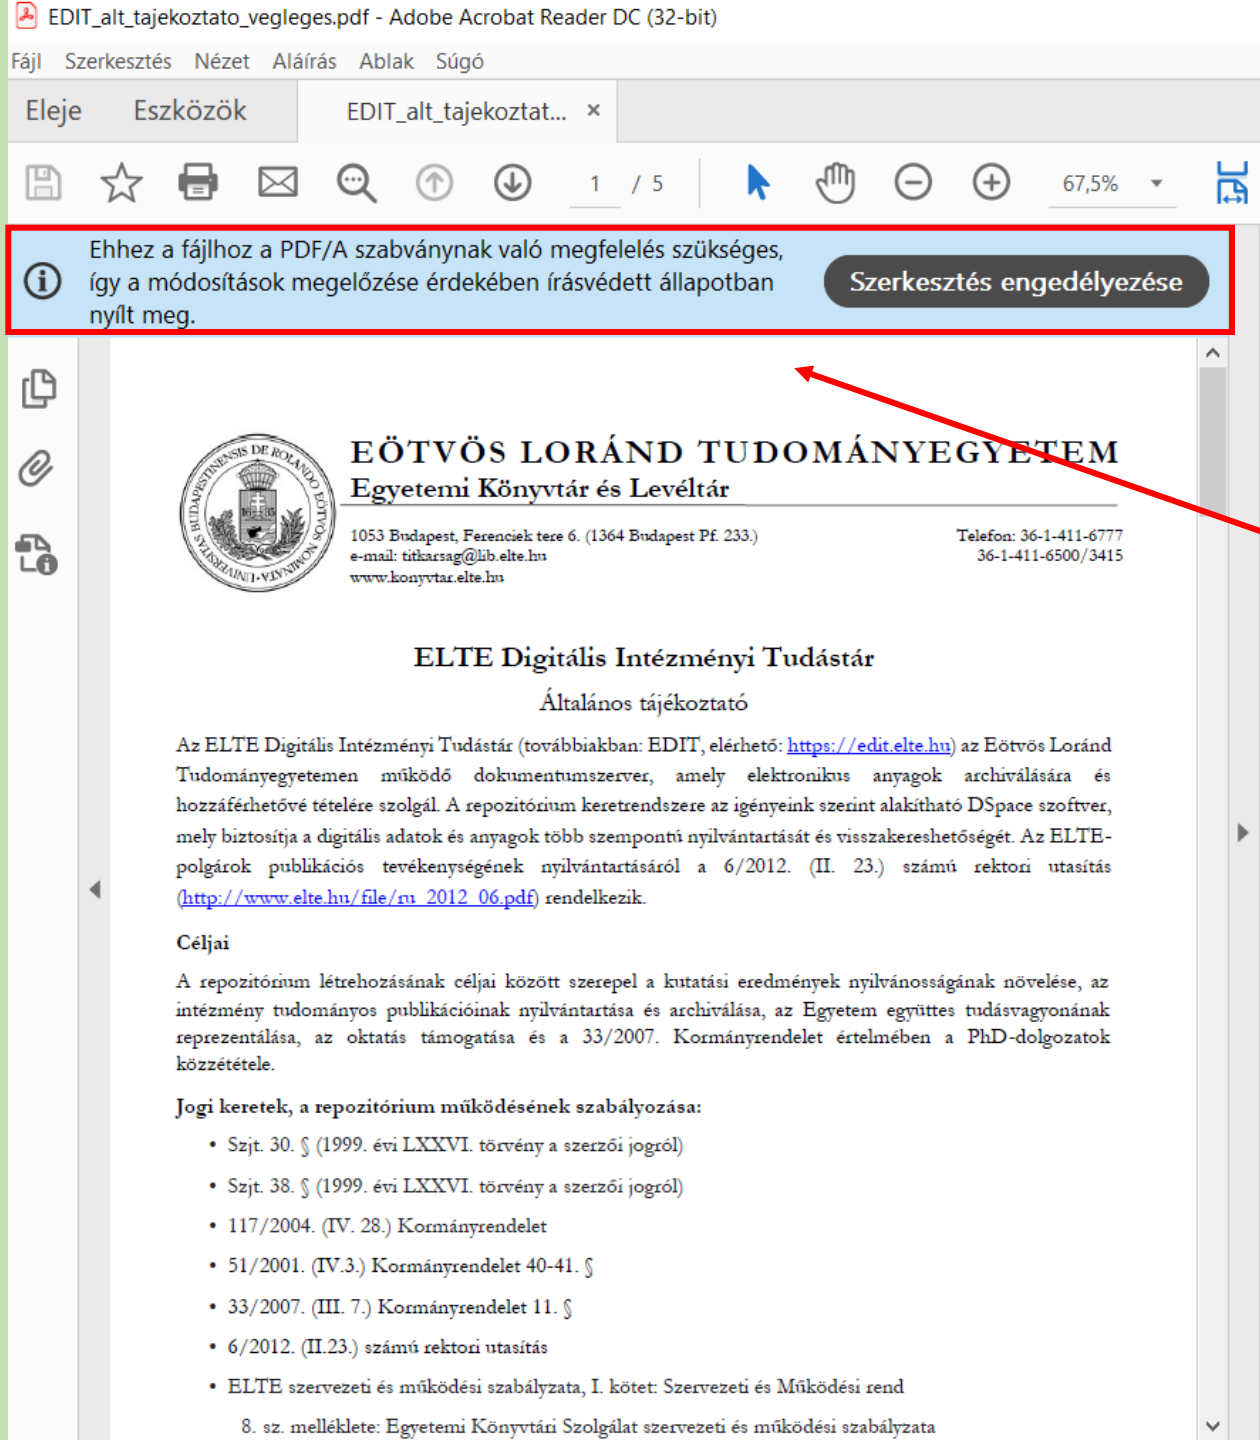 EDIT_alt_tajekoztato_vegleges.pdf - Adobe Acrobat Reader DC (32-bit)
Fájl Szerkesztés Nézet Aláírás Ablak Súgó
Eleje Eszközök EDIT_alt_tajekoztat... ×
1 / 5 67,5%
Ehhez a fájlhoz a PDF/A szabványnak való megfelelés szükséges,
így a módosítások megelőzése érdekében írásvédett állapotban
nyílt meg.
Szerkesztés engedélyezése
EÖTVÖS LORÁND TUDOMÁNYEGYETEM
Egyetemi Könyvtár és Levéltár
1053 Budapest, Ferenciek tere 6. (1364 Budapest Pf. 233.) Telefon: 36-1-411-6777
e-mail: titkarsag@lib.elte.hu 36-1-411-6500/3415
www.konyvtar.elte.hu
ELTE Digitális Intézményi Tudástár
Általános tájékoztató
Az ELTE Digitális Intézményi Tudástár (továbbiakban: EDIT, elérhető: https://edit.elte.hu) az Eötvös Loránd
Tudományegyetemen működő dokumentumszerver, amely elektronikus anyagok archiválására és
hozzáférhetővé tételére szolgál. A repozitórium keretrendszere az igényeink szerint alakítható DSpace szoftver,
mely biztosítja a digitális adatok és anyagok több szempontú nyilvántartását és visszakereshetőségét. Az ELTE-
polgárok publikációs tevékenységének nyilvántartásáról a 6/2012. (II. 23.) számú rektori utasítás
(http://www.elte.hu/file/ru_2012_06.pdf) rendelkezik.
Céljai
A repozitórium létrehozásának céljai között szerepel a kutatási eredmények nyilvánosságának növelése, az
intézmény tudományos publikációinak nyilvántartása és archiválása, az Egyetem együttes tudásvagyonának
reprezentálása, az oktatás támogatása és a 33/2007. Kormányrendelet értelmében a PhD-dolgozatok
közzététele.
Jogi keretek, a repozitórium működésének szabályozása:
• Szjt. 30. § (1999. évi LXXVI. törvény a szerzői jogról)
• Szjt. 38. § (1999. évi LXXVI. törvény a szerzői jogról)
• 117/2004. (IV. 28.) Kormányrendelet
• 51/2001. (IV.3.) Kormányrendelet 40-41. §
• 33/2007. (III. 7.) Kormányrendelet 11. §
• 6/2012. (II.23.) számú rektori utasítás
• ELTE szervezeti és működési szabályzata, I. kötet: Szervezeti és Működési rend
8. sz. melléklete: Egyetemi Könyvtári Szolgálat szervezeti és működési szabályzata